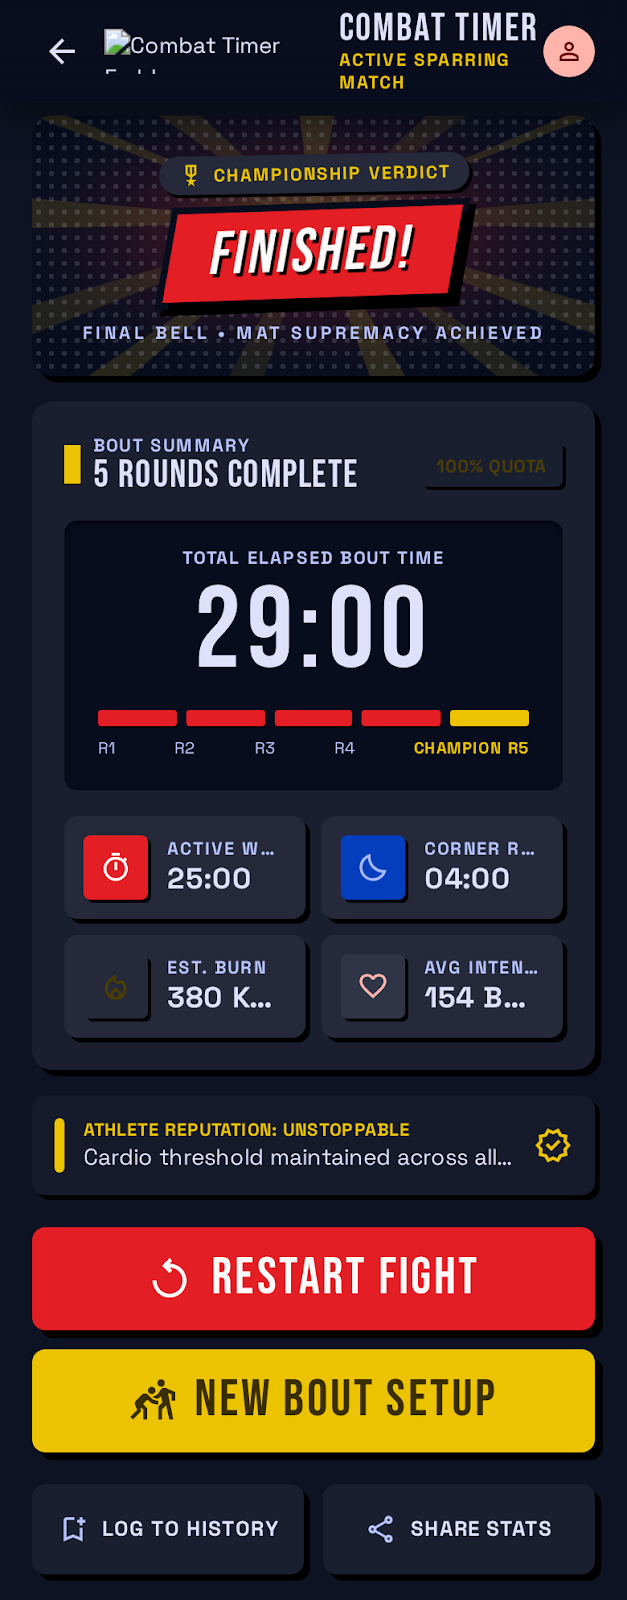 Combat Timer
COMBAT TIMER
ACTIVE SPARRING
MATCH
CHAMPIONSHIP VERDICT
FINISHED!
FINAL BELL • MAT SUPREMACY ACHIEVED
BOUT SUMMARY
5 ROUNDS COMPLETE
100% QUOTA
TOTAL ELAPSED BOUT TIME
29:00
R1 R2 R3 R4 CHAMPION R5
ACTIVE W...
25:00
CORNER R...
04:00
EST. BURN
380 K...
AVG INTEN...
154 B...
ATHLETE REPUTATION: UNSTOPPABLE
Cardio threshold maintained across all...
RESTART FIGHT
NEW BOUT SETUP
LOG TO HISTORY
SHARE STATS